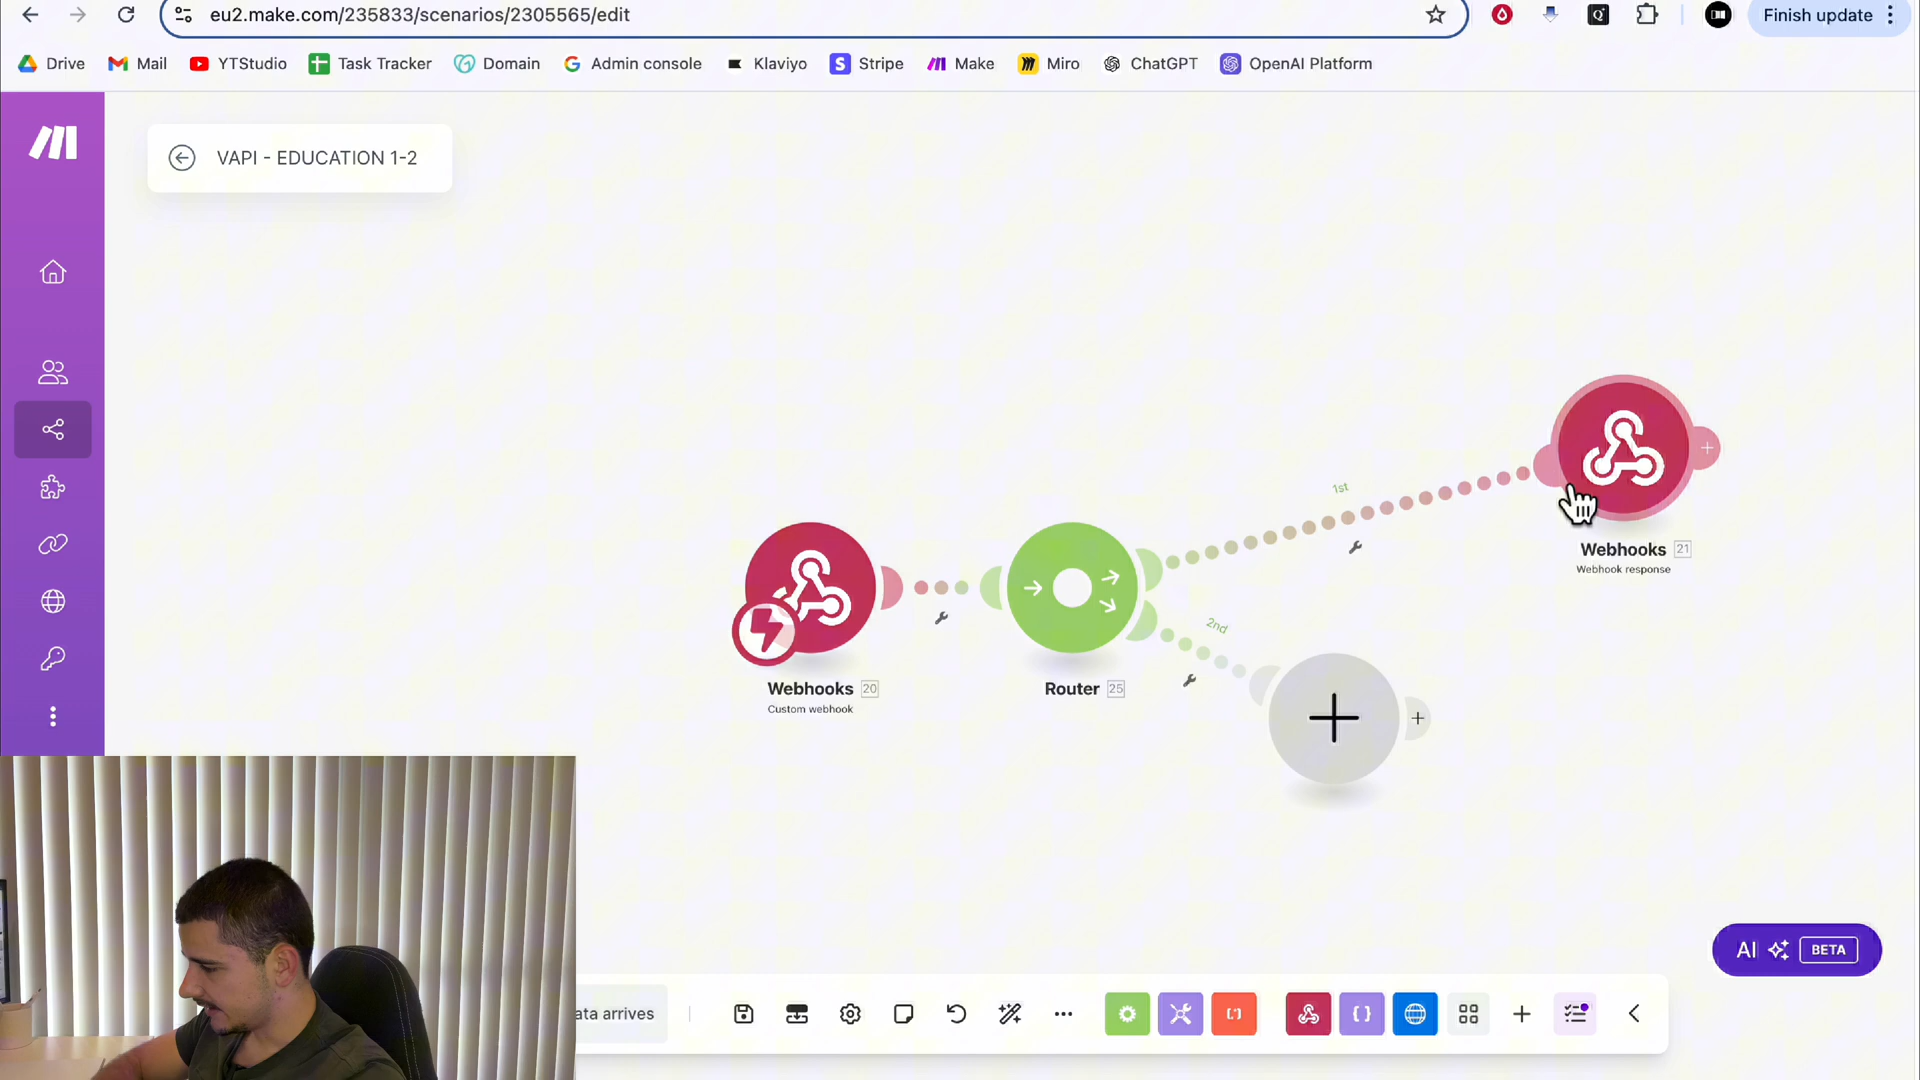 eu2.make.com/235833/scenarios/2305565/edit
Finish update
Drive
Mail
YTStudio
Task Tracker
Domain
Admin console
Klaviyo
Stripe
Make
Miro
ChatGPT
OpenAI Platform
VAPI - EDUCATION 1-2
1st
Webhooks 21
Webhook response
2nd
Webhooks 20
Custom webhook
Router 25
AI BETA
ata arrives